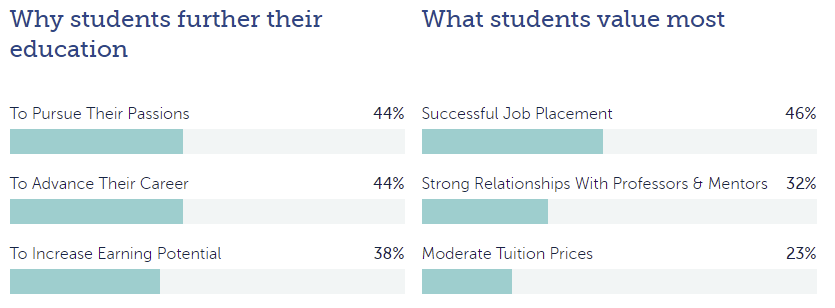 Why students further their
education
To Pursue Their Passions 44%
To Advance Their Career 44%
To Increase Earning Potential 38%
What students value most
Successful Job Placement 46%
Strong Relationships With Professors & Mentors 32%
Moderate Tuition Prices 23%